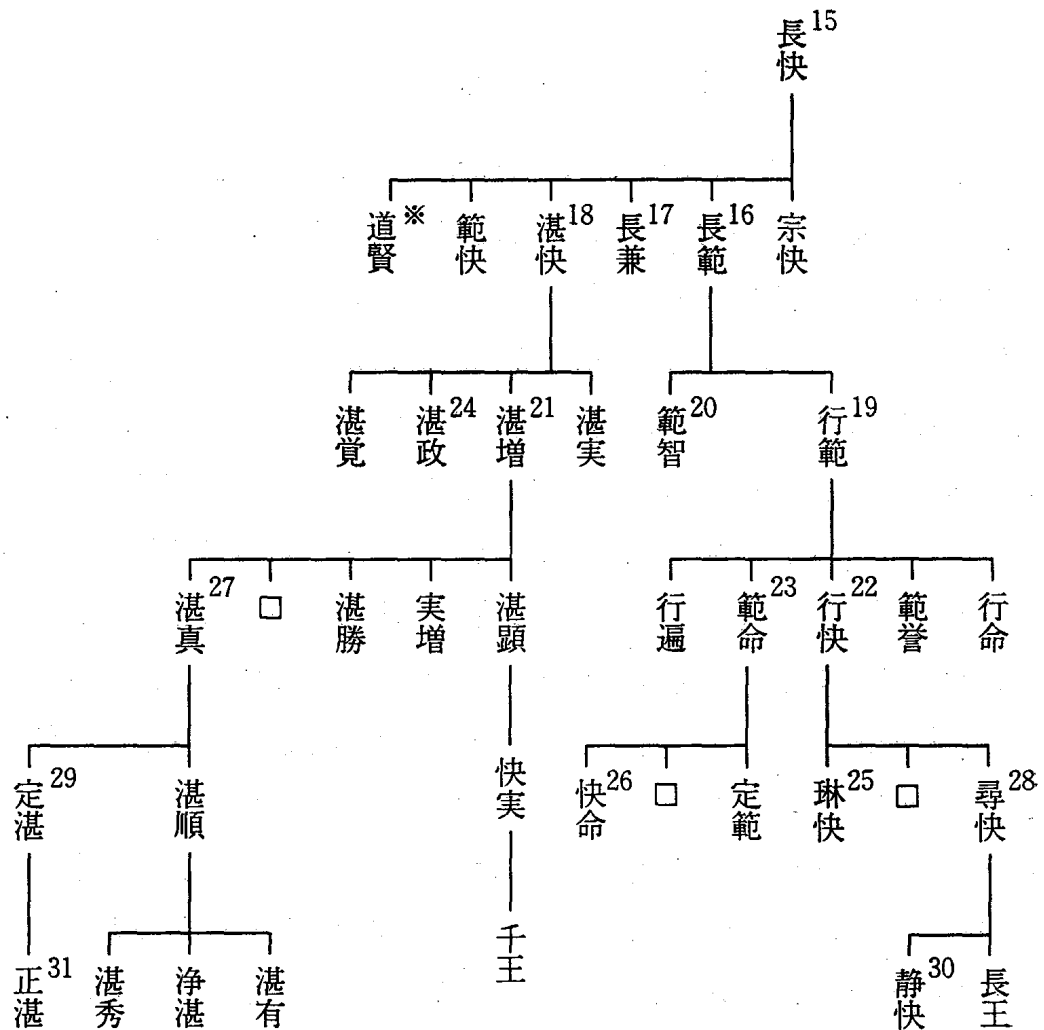 長快15
宗快
長範16
長兼17
湛快18
範快
道賢※
行範19
範智20
湛実
湛増21
湛政24
湛覚
行命
範誉
行快22
範命23
行遍
湛顕
実増
湛勝
□
湛真27
尋快28
□
琳快25
定範
□
快命26
快実
湛順
定湛29
長王
静快30
千王
湛有
浄湛
湛秀
正湛31